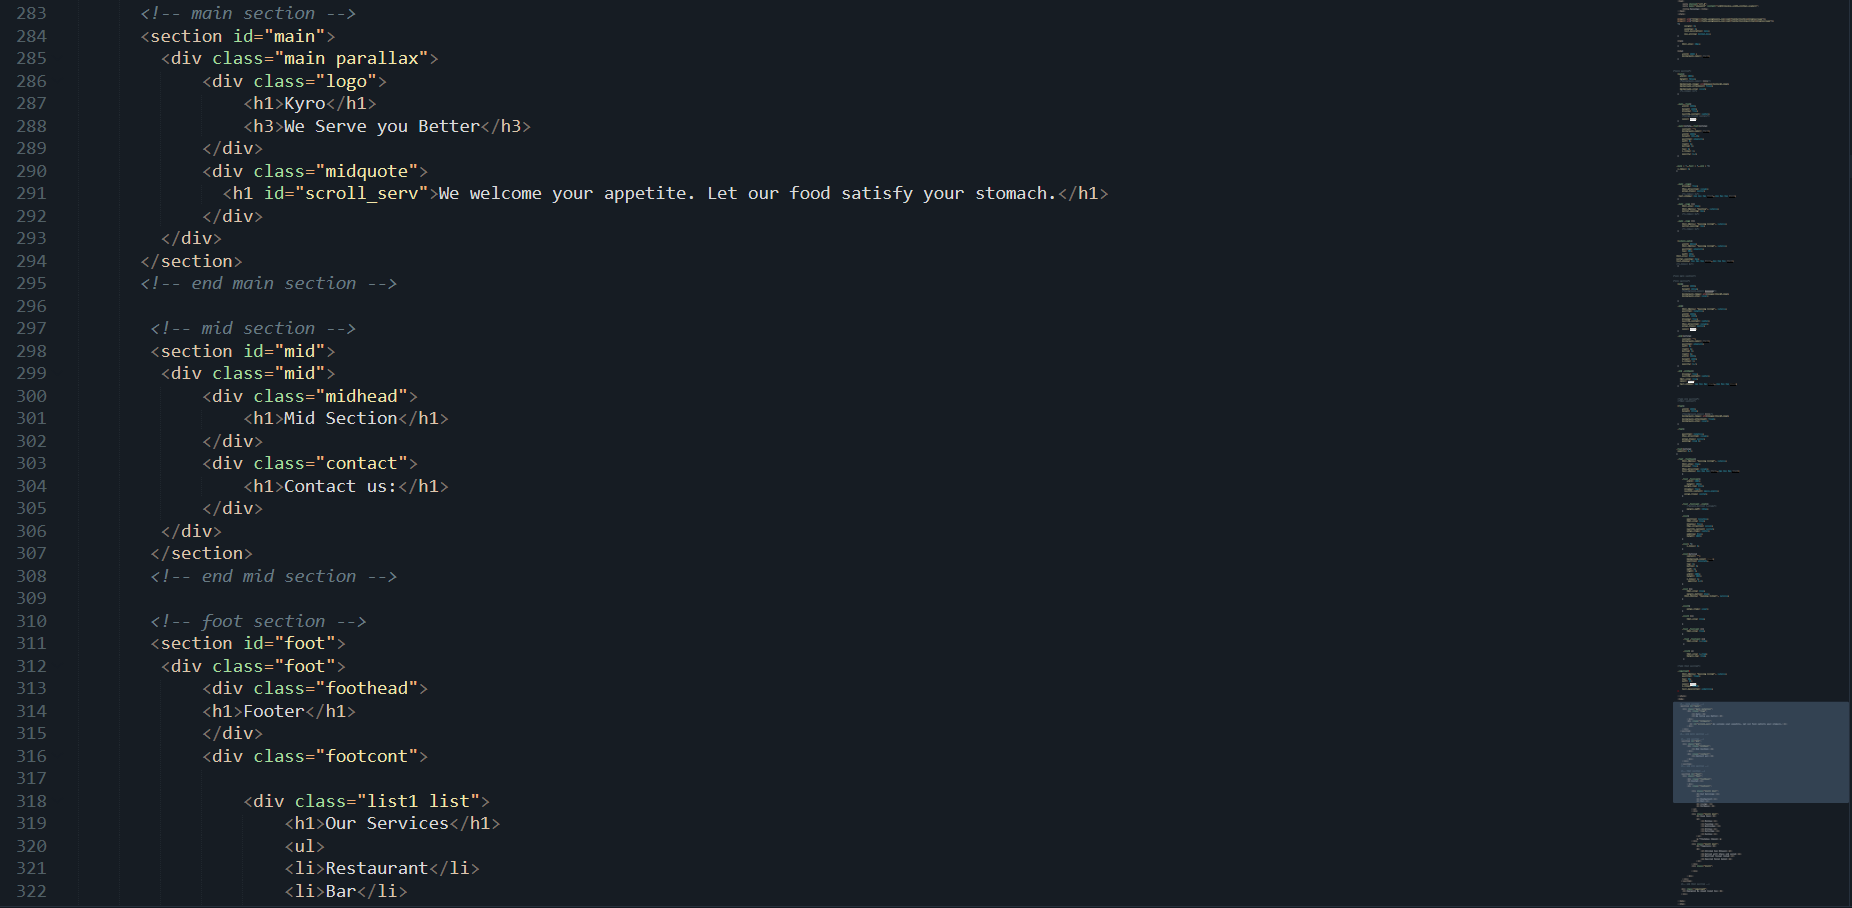 283 <!-- main section -->
284 <section id="main">
285 <div class="main parallax">
286 <div class="logo">
287 <h1>Kyro</h1>
288 <h3>We Serve you Better</h3>
289 </div>
290 <div class="midquote">
291 <h1 id="scroll_serv">We welcome your appetite. Let our food satisfy your stomach.</h1>
292 </div>
293 </div>
294 </section>
295 <!-- end main section -->
296
297 <!-- mid section -->
298 <section id="mid">
299 <div class="mid">
300 <div class="midhead">
301 <h1>Mid Section</h1>
302 </div>
303 <div class="contact">
304 <h1>Contact us:</h1>
305 </div>
306 </div>
307 </section>
308 <!-- end mid section -->
309
310 <!-- foot section -->
311 <section id="foot">
312 <div class="foot">
313 <div class="foothead">
314 <h1>Footer</h1>
315 </div>
316 <div class="footcont">
317
318 <div class="list1 list">
319 <h1>Our Services</h1>
320 <ul>
321 <li>Restaurant</li>
322 <li>Bar</li>